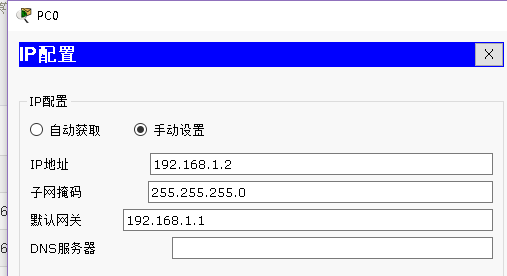 PC0
IP配置
X
IP配置
自动获取
手动设置
IP地址
192.168.1.2
子网掩码
255.255.255.0
默认网关
192.168.1.1
DNS服务器
6
6